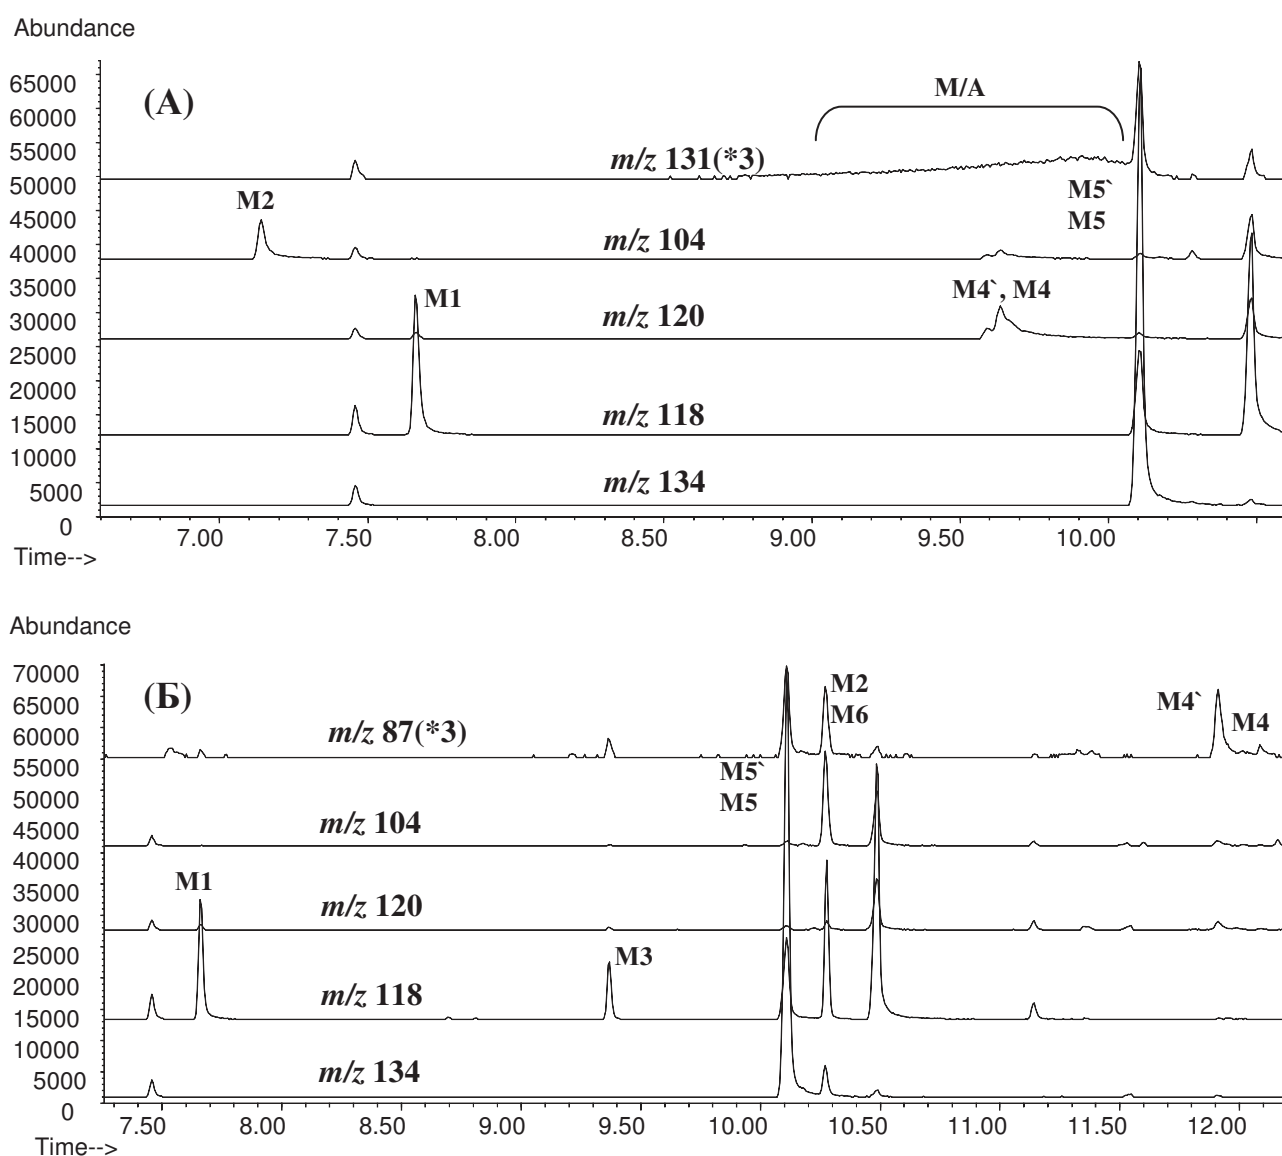 Abundance
65000
60000
55000
50000
45000
40000
35000
30000
25000
20000
15000
10000
5000
0
(А)
M/A
m/z 131(*3)
M2
M5`
M5
m/z 104
M1
M4`, M4
m/z 120
m/z 118
m/z 134
7.00 7.50 8.00 8.50 9.00 9.50 10.00
Time-->
Abundance
70000
65000
60000
55000
50000
45000
40000
35000
30000
25000
20000
15000
10000
5000
0
(Б)
m/z 87(*3)
M2
M6
M4`
M4
M5`
M5
m/z 104
M1
m/z 120
M3
m/z 118
m/z 134
7.50 8.00 8.50 9.00 9.50 10.00 10.50 11.00 11.50 12.00
Time-->